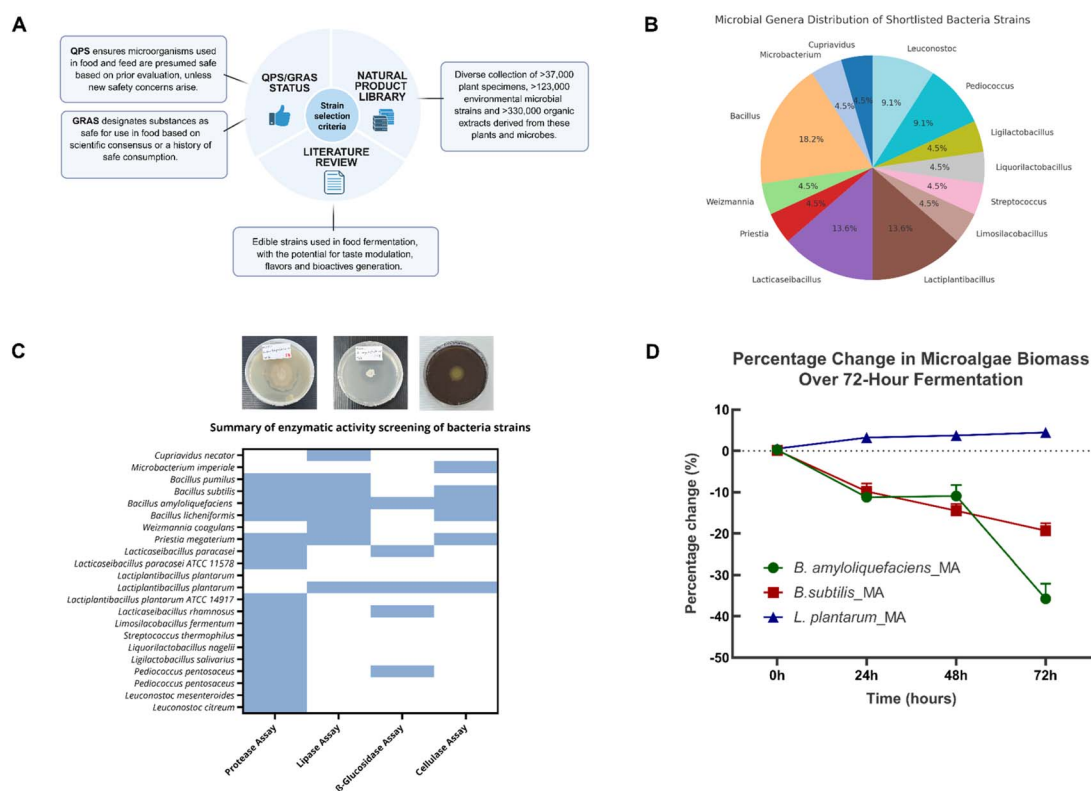 A
QPS ensures microorganisms used
in food and feed are presumed safe
based on prior evaluation, unless
new safety concerns arise.
GRAS designates substances as
safe for use in food based on
scientific consensus or a history of
safe consumption.
QPS/GRAS
STATUS
Strain
selection
criteria
NATURAL
PRODUCT
LIBRARY
LITERATURE
REVIEW
Diverse collection of >37,000
plant specimens, >123,000
environmental microbial
strains and >330,000 organic
extracts derived from these
plants and microbes.
Edible strains used in food fermentation,
with the potential for taste modulation,
flavors and bioactives generation.
B
Microbial Genera Distribution of Shortlisted Bacteria Strains
Cupriavidus
Leuconostoc
Microbacterium
Pediococcus
Bacillus
Ligilactobacillus
Liquorilactobacillus
Weizmannia
Streptococcus
Priestia
Limosilacobacillus
Lacticaseibacillus
Lactiplantibacillus
4.5%
9.1%
4.5%
9.1%
18.2%
4.5%
4.5%
4.5%
4.5%
4.5%
4.5%
13.6%
13.6%
C
Summary of enzymatic activity screening of bacteria strains
Cupriavidus necator
Microbacterium imperiale
Bacillus pumilus
Bacillus subtilis
Bacillus amyloliquefaciens
Bacillus licheniformis
Weizmannia coagulans
Priestia megaterium
Lacticaseibacillus paracasei
Lacticaseibacillus paracasei ATCC 11578
Lactiplantibacillus plantarum
Lactiplantibacillus plantarum
Lactiplantibacillus plantarum ATCC 14917
Lacticaseibacillus rhamnosus
Limosilacobacillus fermentum
Streptococcus thermophilus
Liquorilactobacillus nagelii
Ligilactobacillus salivarius
Pediococcus pentosaceus
Pediococcus pentosaceus
Leuconostoc mesenteroides
Leuconostoc citreum
Protease Assay
Lipase Assay
β-Glucosidase Assay
Cellulase Assay
D
Percentage Change in Microalgae Biomass
Over 72-Hour Fermentation
Percentage change (%)
10
0
-10
-20
-30
-40
-50
B. amyloliquefaciens_MA
B.subtilis_MA
L. plantarum_MA
0h
24h
48h
72h
Time (hours)